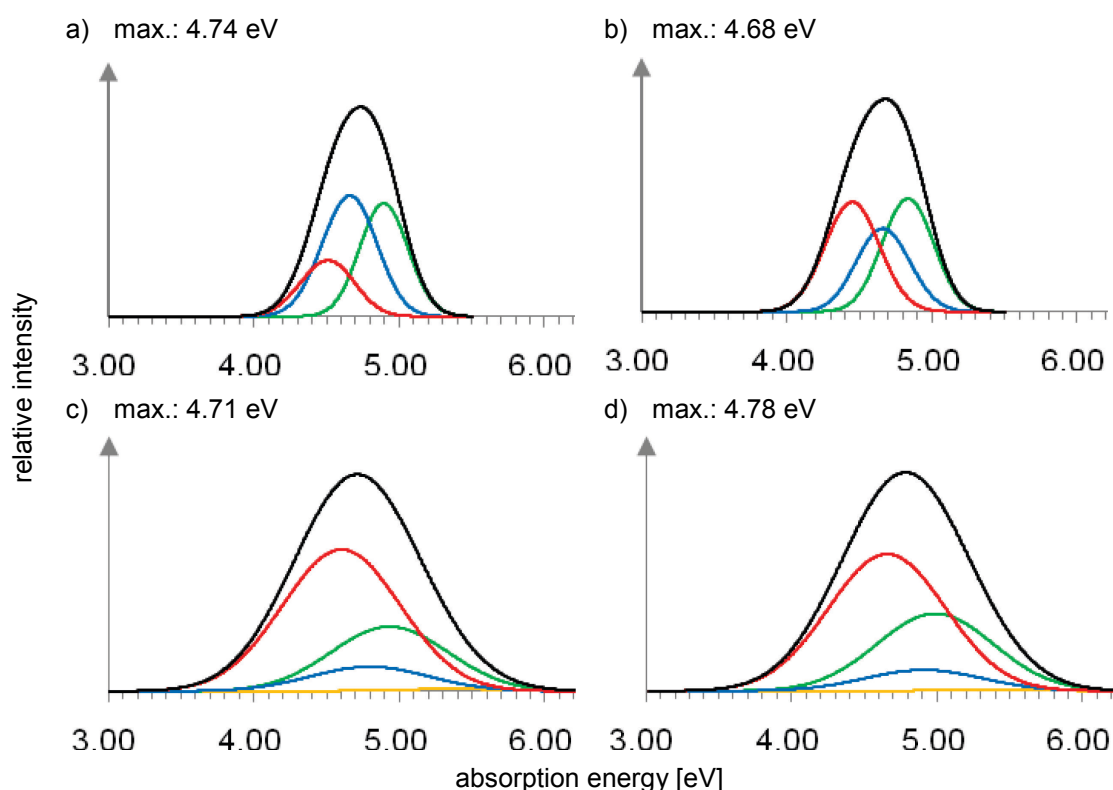 a) max.: 4.74 eV
b) max.: 4.68 eV
3.00 4.00 5.00 6.00
3.00 4.00 5.00 6.00
relative intensity
c) max.: 4.71 eV
d) max.: 4.78 eV
3.00 4.00 5.00 6.00
3.00 4.00 5.00 6.00
absorption energy [eV]